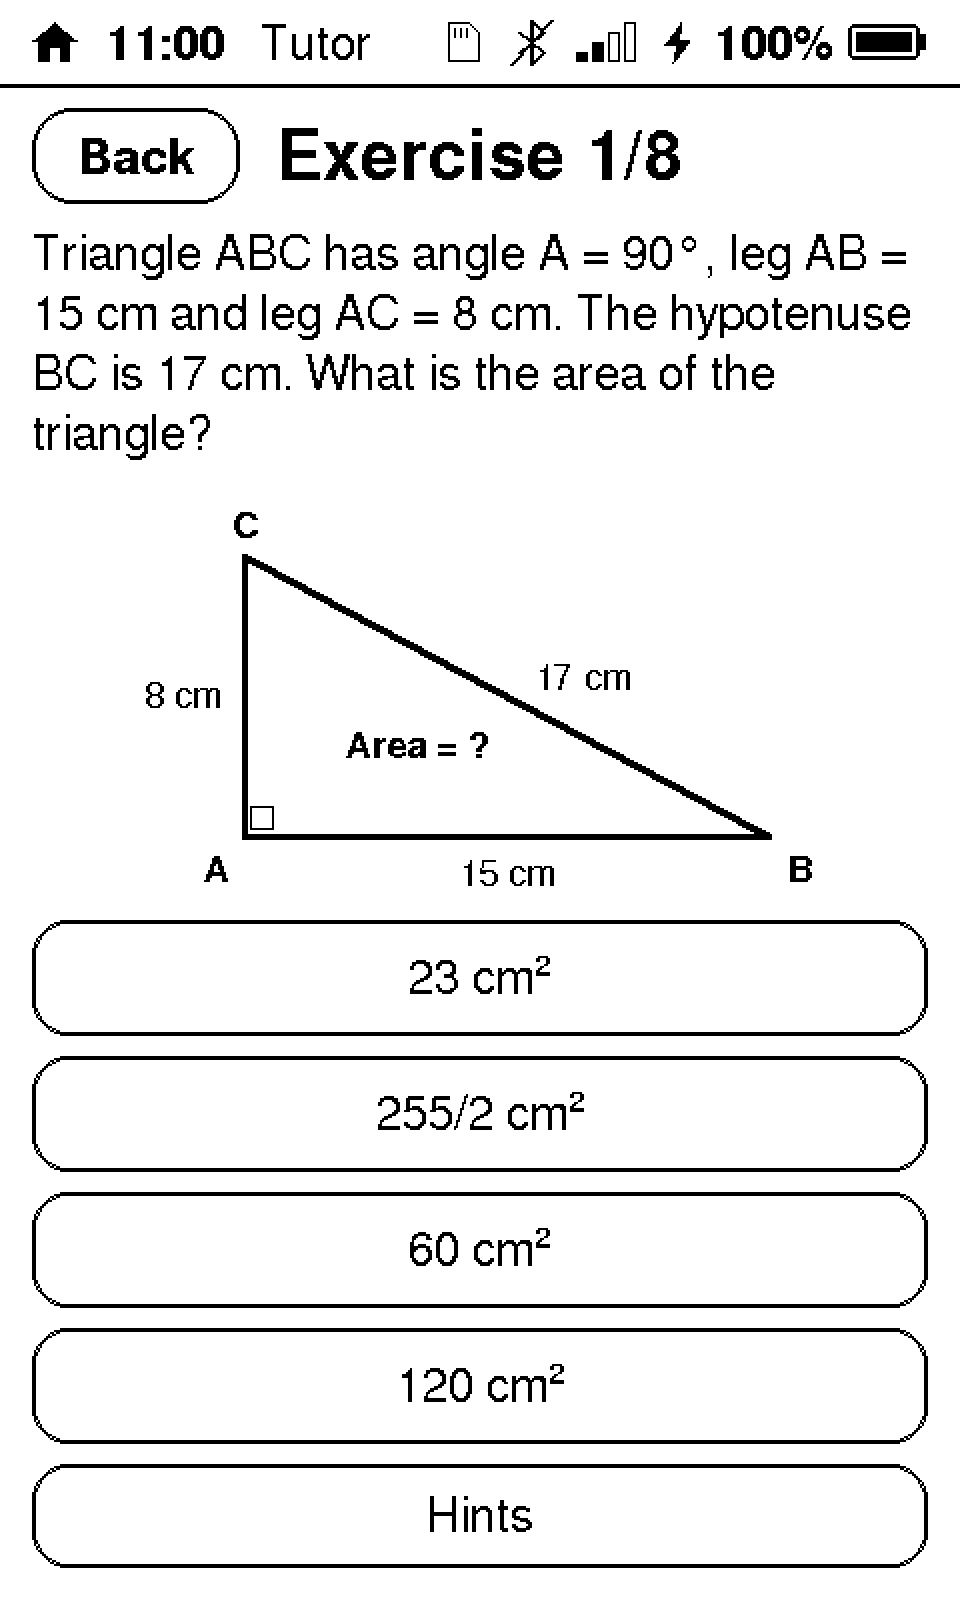 11:00 Tutor 100%
Back Exercise 1/8
Triangle ABC has angle A = 90°, leg AB =
15 cm and leg AC = 8 cm. The hypotenuse
BC is 17 cm. What is the area of the
triangle?
C
17 cm
8 cm
Area = ?
A
15 cm
B
23 cm²
255/2 cm²
60 cm²
120 cm²
Hints